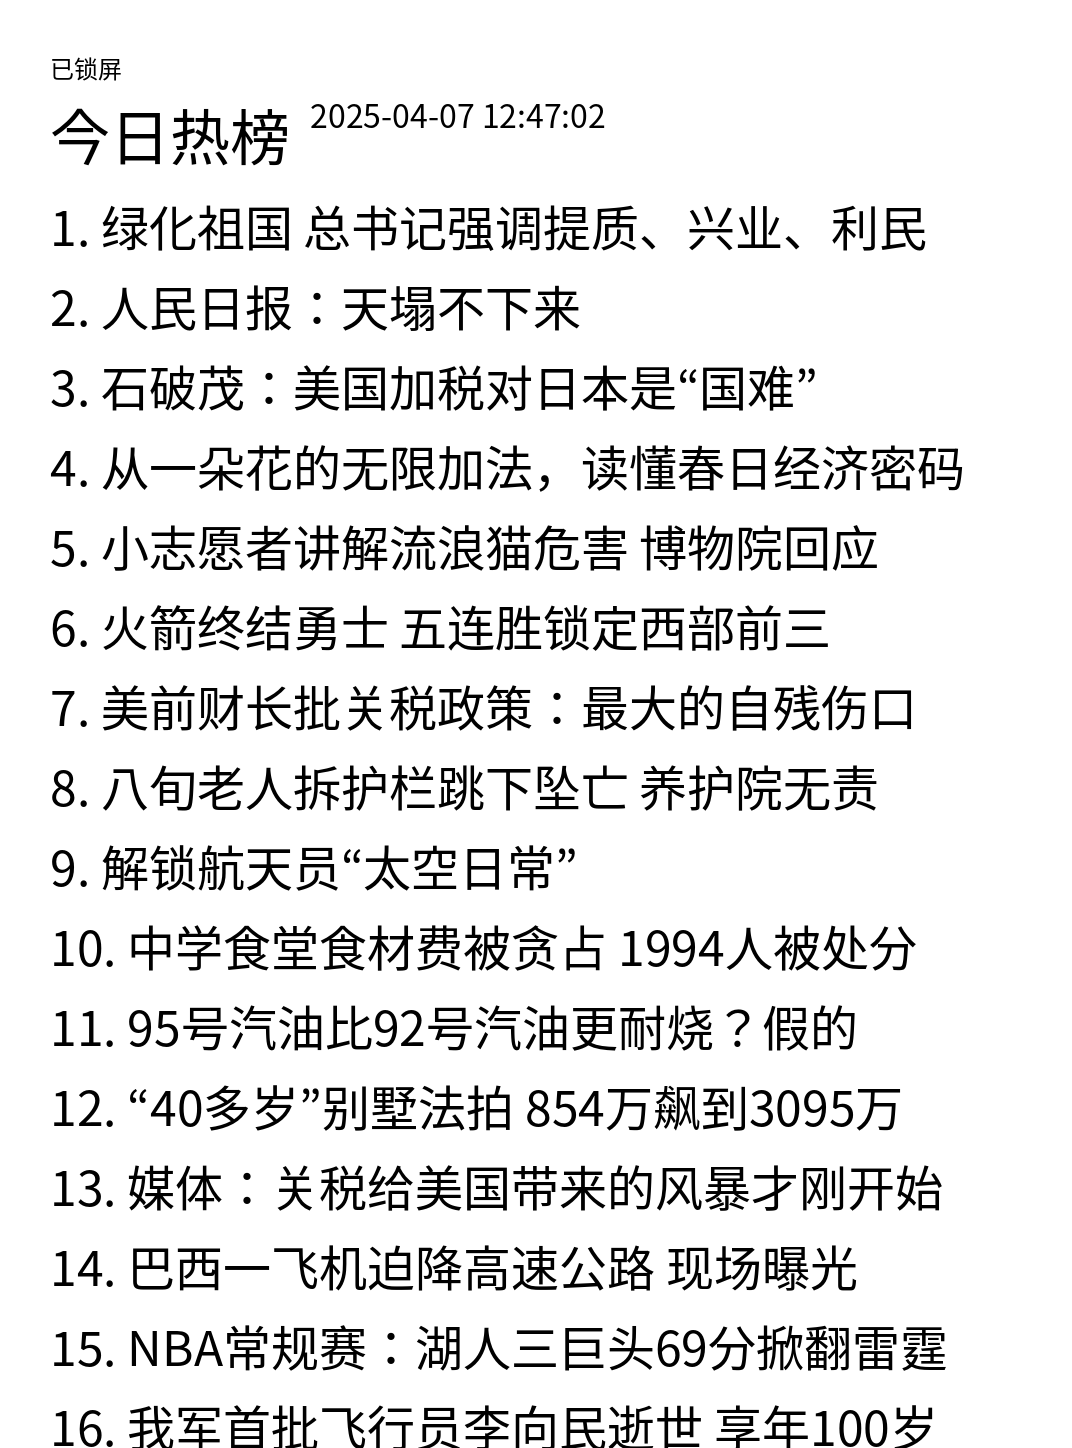 已锁屏
今日热榜 2025-04-07 12:47:02
1. 绿化祖国 总书记强调提质、兴业、利民
2. 人民日报：天塌不下来
3. 石破茂：美国加税对日本是“国难”
4. 从一朵花的无限加法，读懂春日经济密码
5. 小志愿者讲解流浪猫危害 博物院回应
6. 火箭终结勇士 五连胜锁定西部前三
7. 美前财长批关税政策：最大的自残伤口
8. 八旬老人拆护栏跳下坠亡 养护院无责
9. 解锁航天员“太空日常”
10. 中学食堂食材费被贪占 1994人被处分
11. 95号汽油比92号汽油更耐烧？假的
12. “40多岁”别墅法拍 854万飙到3095万
13. 媒体：关税给美国带来的风暴才刚开始
14. 巴西一飞机迫降高速公路 现场曝光
15. NBA常规赛：湖人三巨头69分掀翻雷霆
16. 我军首批飞行员李向民逝世 享年100岁